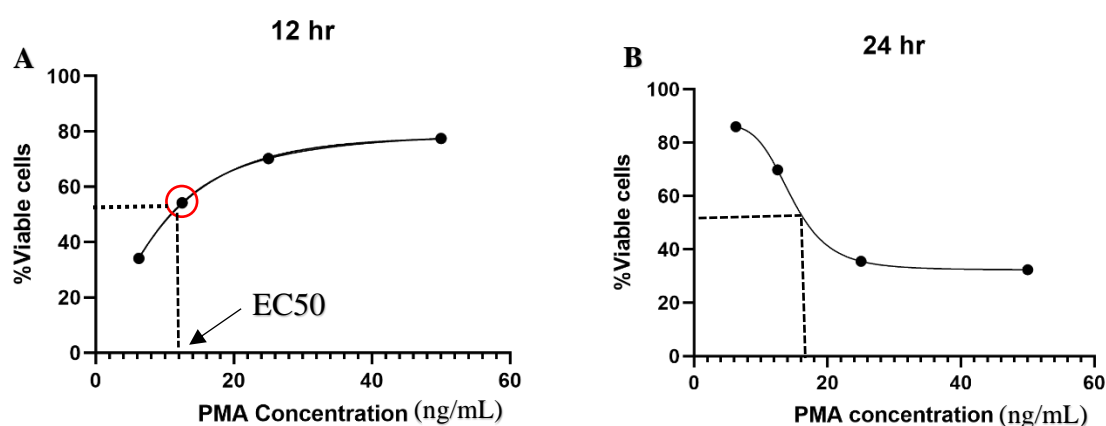 12 hr
A
100
80
60
40
20
0
%Viable cells
EC50
0 20 40 60
PMA Concentration (ng/mL)
24 hr
B
100
80
60
40
20
0
%Viable cells
0 20 40 60
PMA concentration (ng/mL)